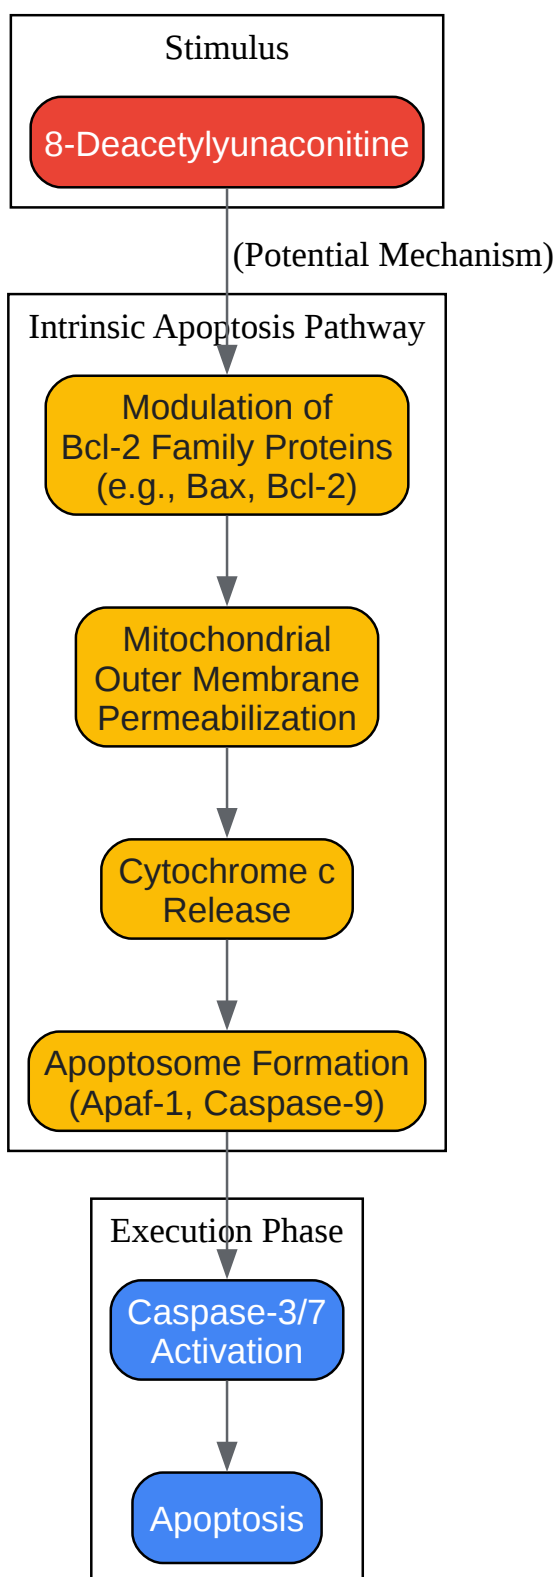 Stimulus
8-Deacetylyunaconitine
(Potential Mechanism)
Intrinsic Apoptosis Pathway
Modulation of
Bcl-2 Family Proteins
(e.g., Bax, Bcl-2)
Mitochondrial
Outer Membrane
Permeabilization
Cytochrome c
Release
Apoptosome Formation
(Apaf-1, Caspase-9)
Execution Phase
Caspase-3/7
Activation
Apoptosis